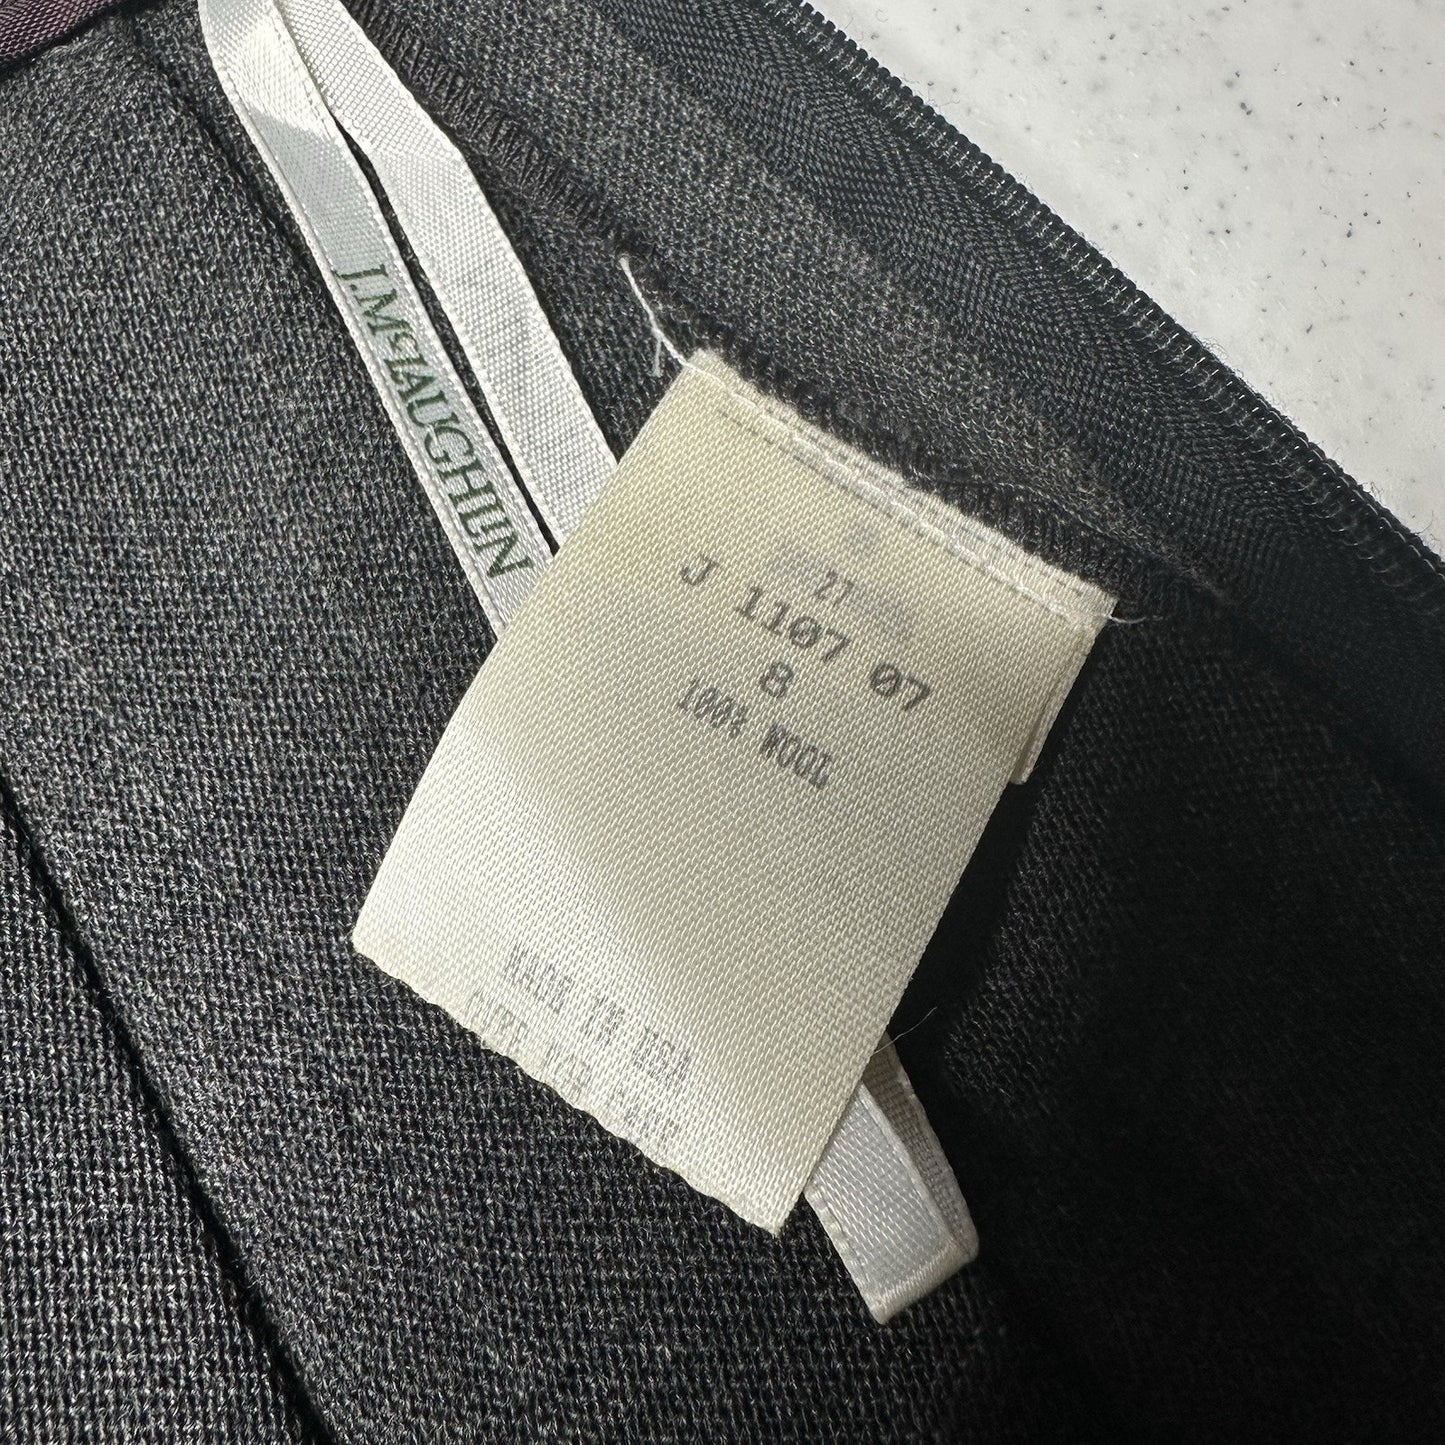 J.McLAUGHLIN
J 1107 07
8
100% WOOL
MADE IN USA